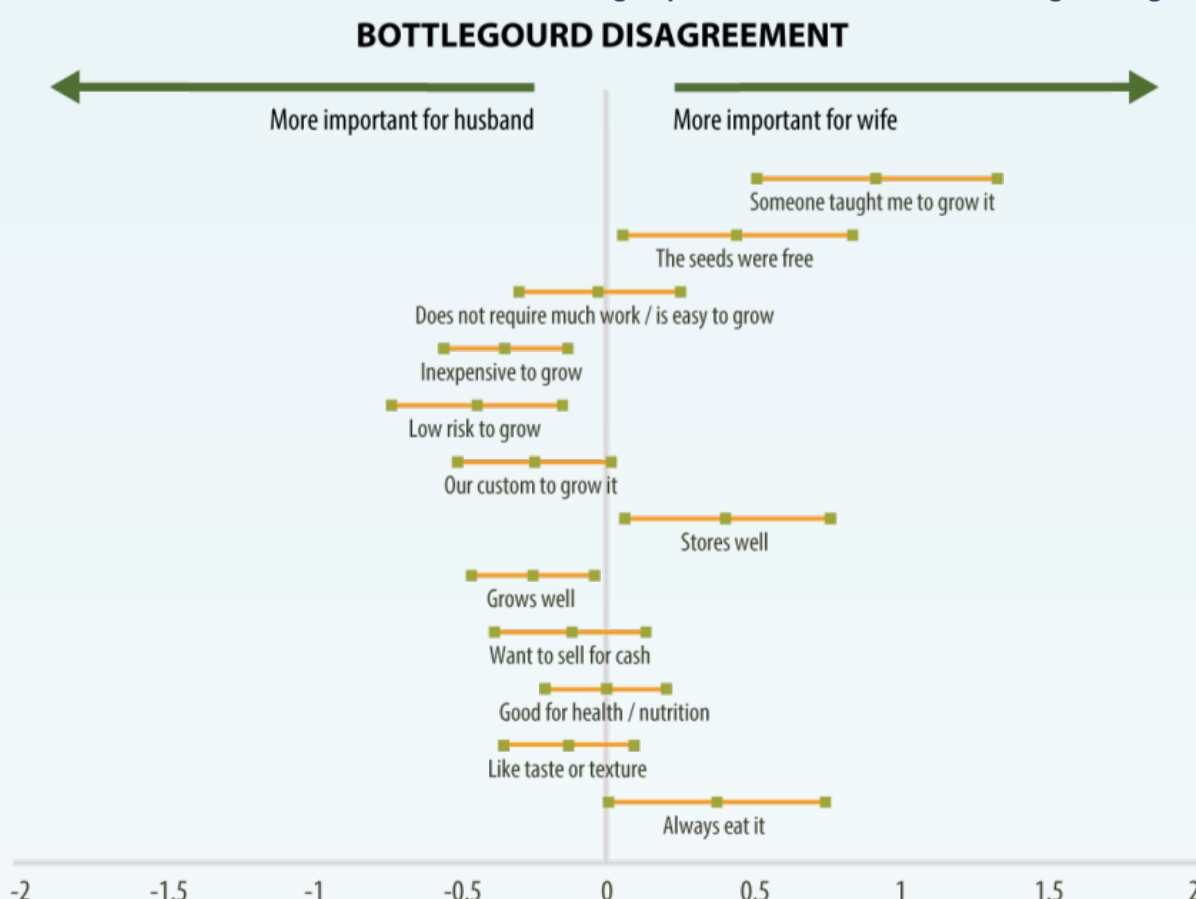 BOTTLEGOURD DISAGREEMENT
More important for husband
More important for wife
Someone taught me to grow it
The seeds were free
Does not require much work / is easy to grow
Inexpensive to grow
Low risk to grow
Our custom to grow it
Stores well
Grows well
Want to sell for cash
Good for health / nutrition
Like taste or texture
Always eat it
-2 -1.5 -1 -0.5 0 0.5 1 1.5 2